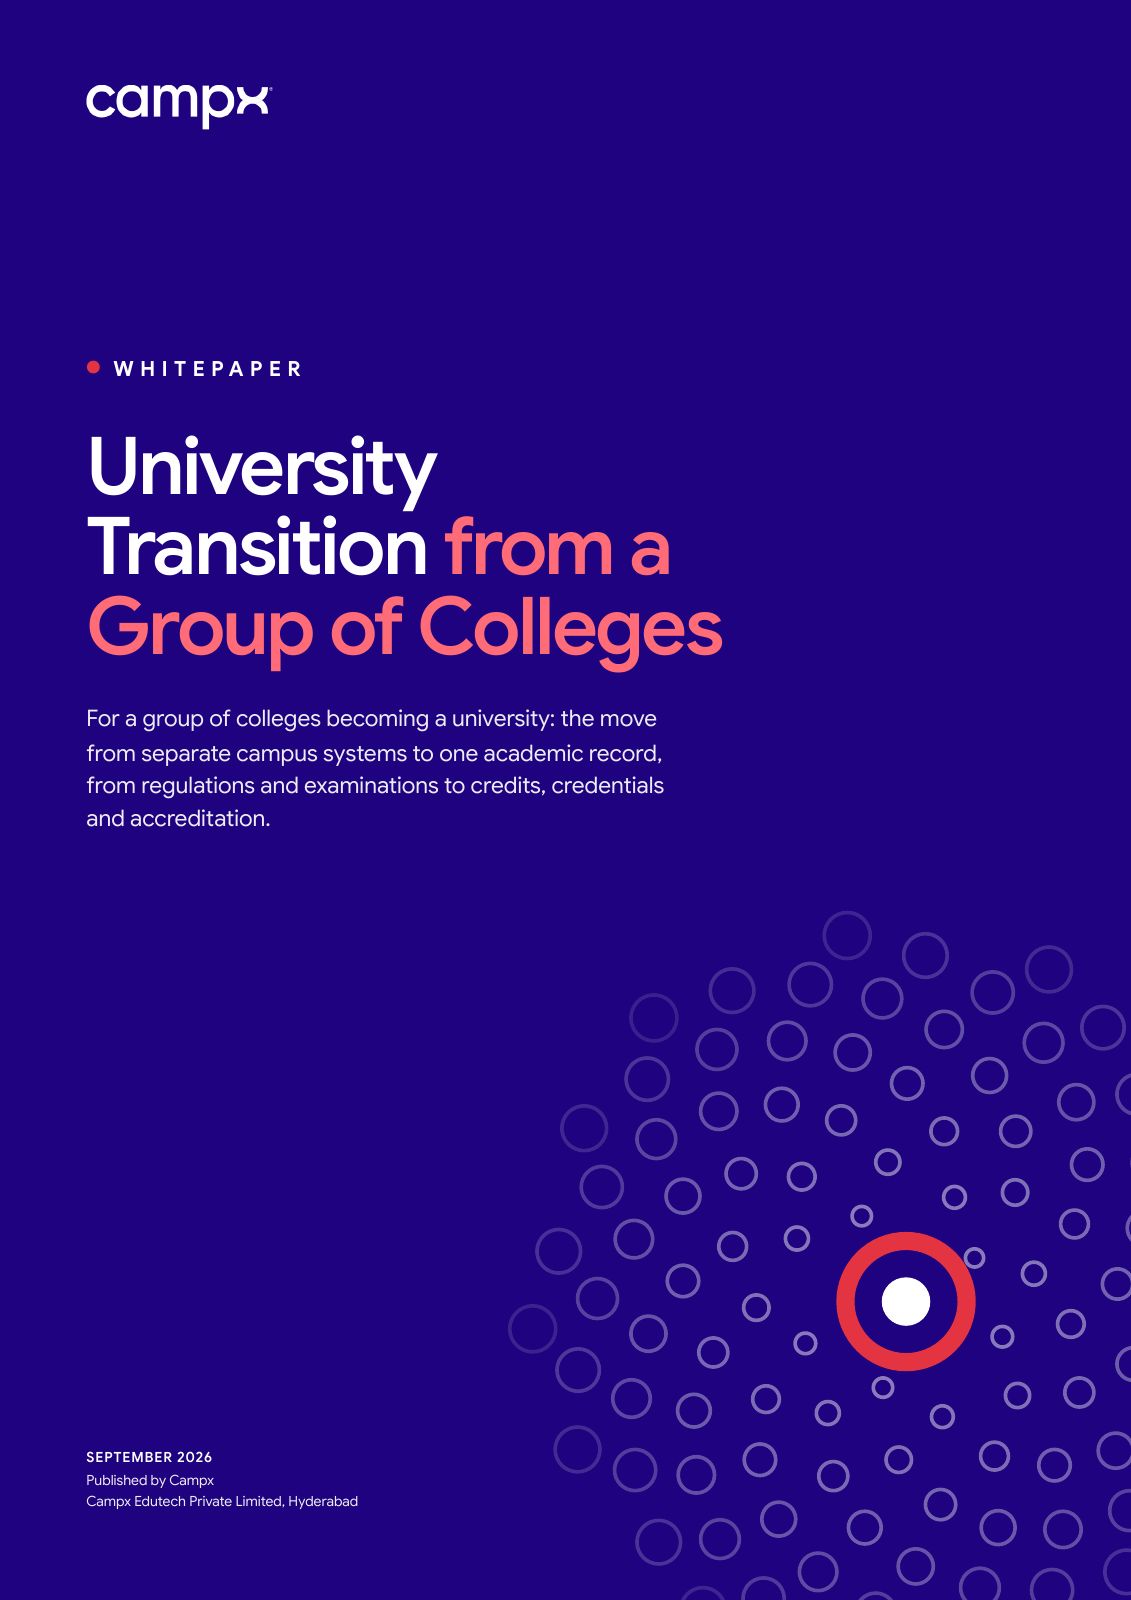 campx
WHITEPAPER
University
Transition from a
Group of Colleges
For a group of colleges becoming a university: the move
from separate campus systems to one academic record,
from regulations and examinations to credits, credentials
and accreditation.
SEPTEMBER 2026
Published by Campx
Campx Edutech Private Limited, Hyderabad